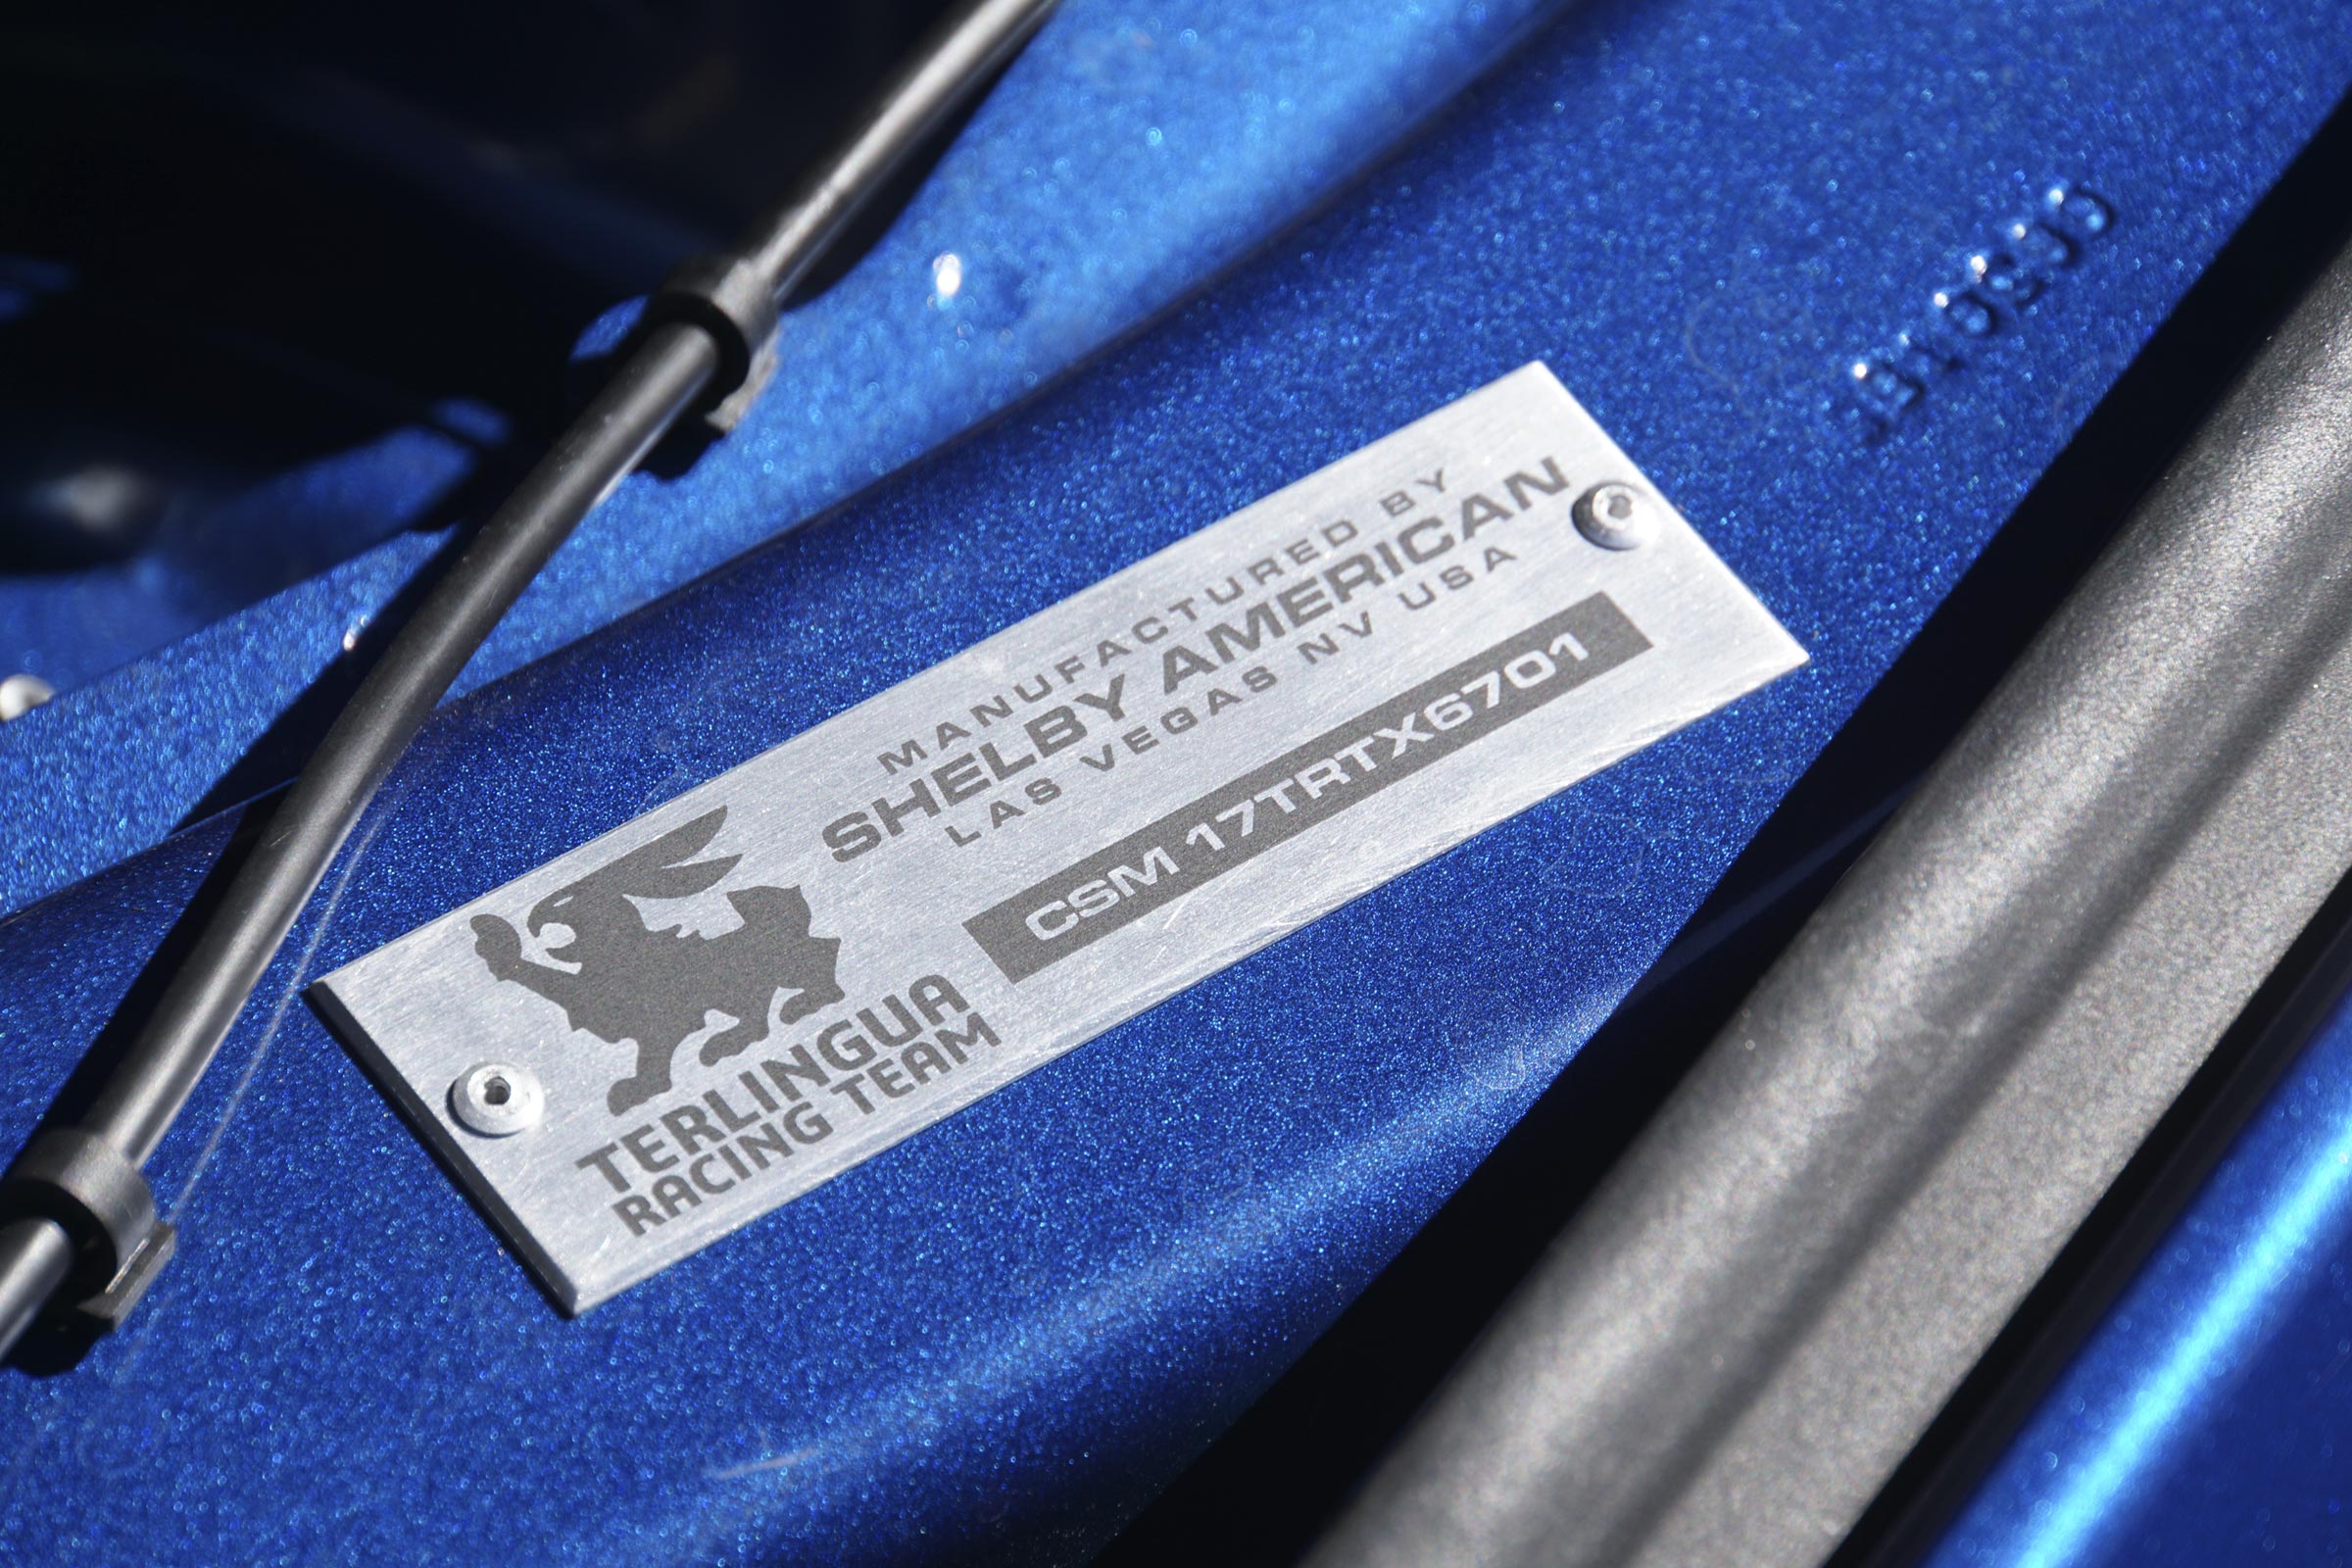 MANUFACTURED BY
SHELBY AMERICAN
LAS VEGAS NV USA
CSM 17TRTX6701
TERLINGUA
RACING TEAM